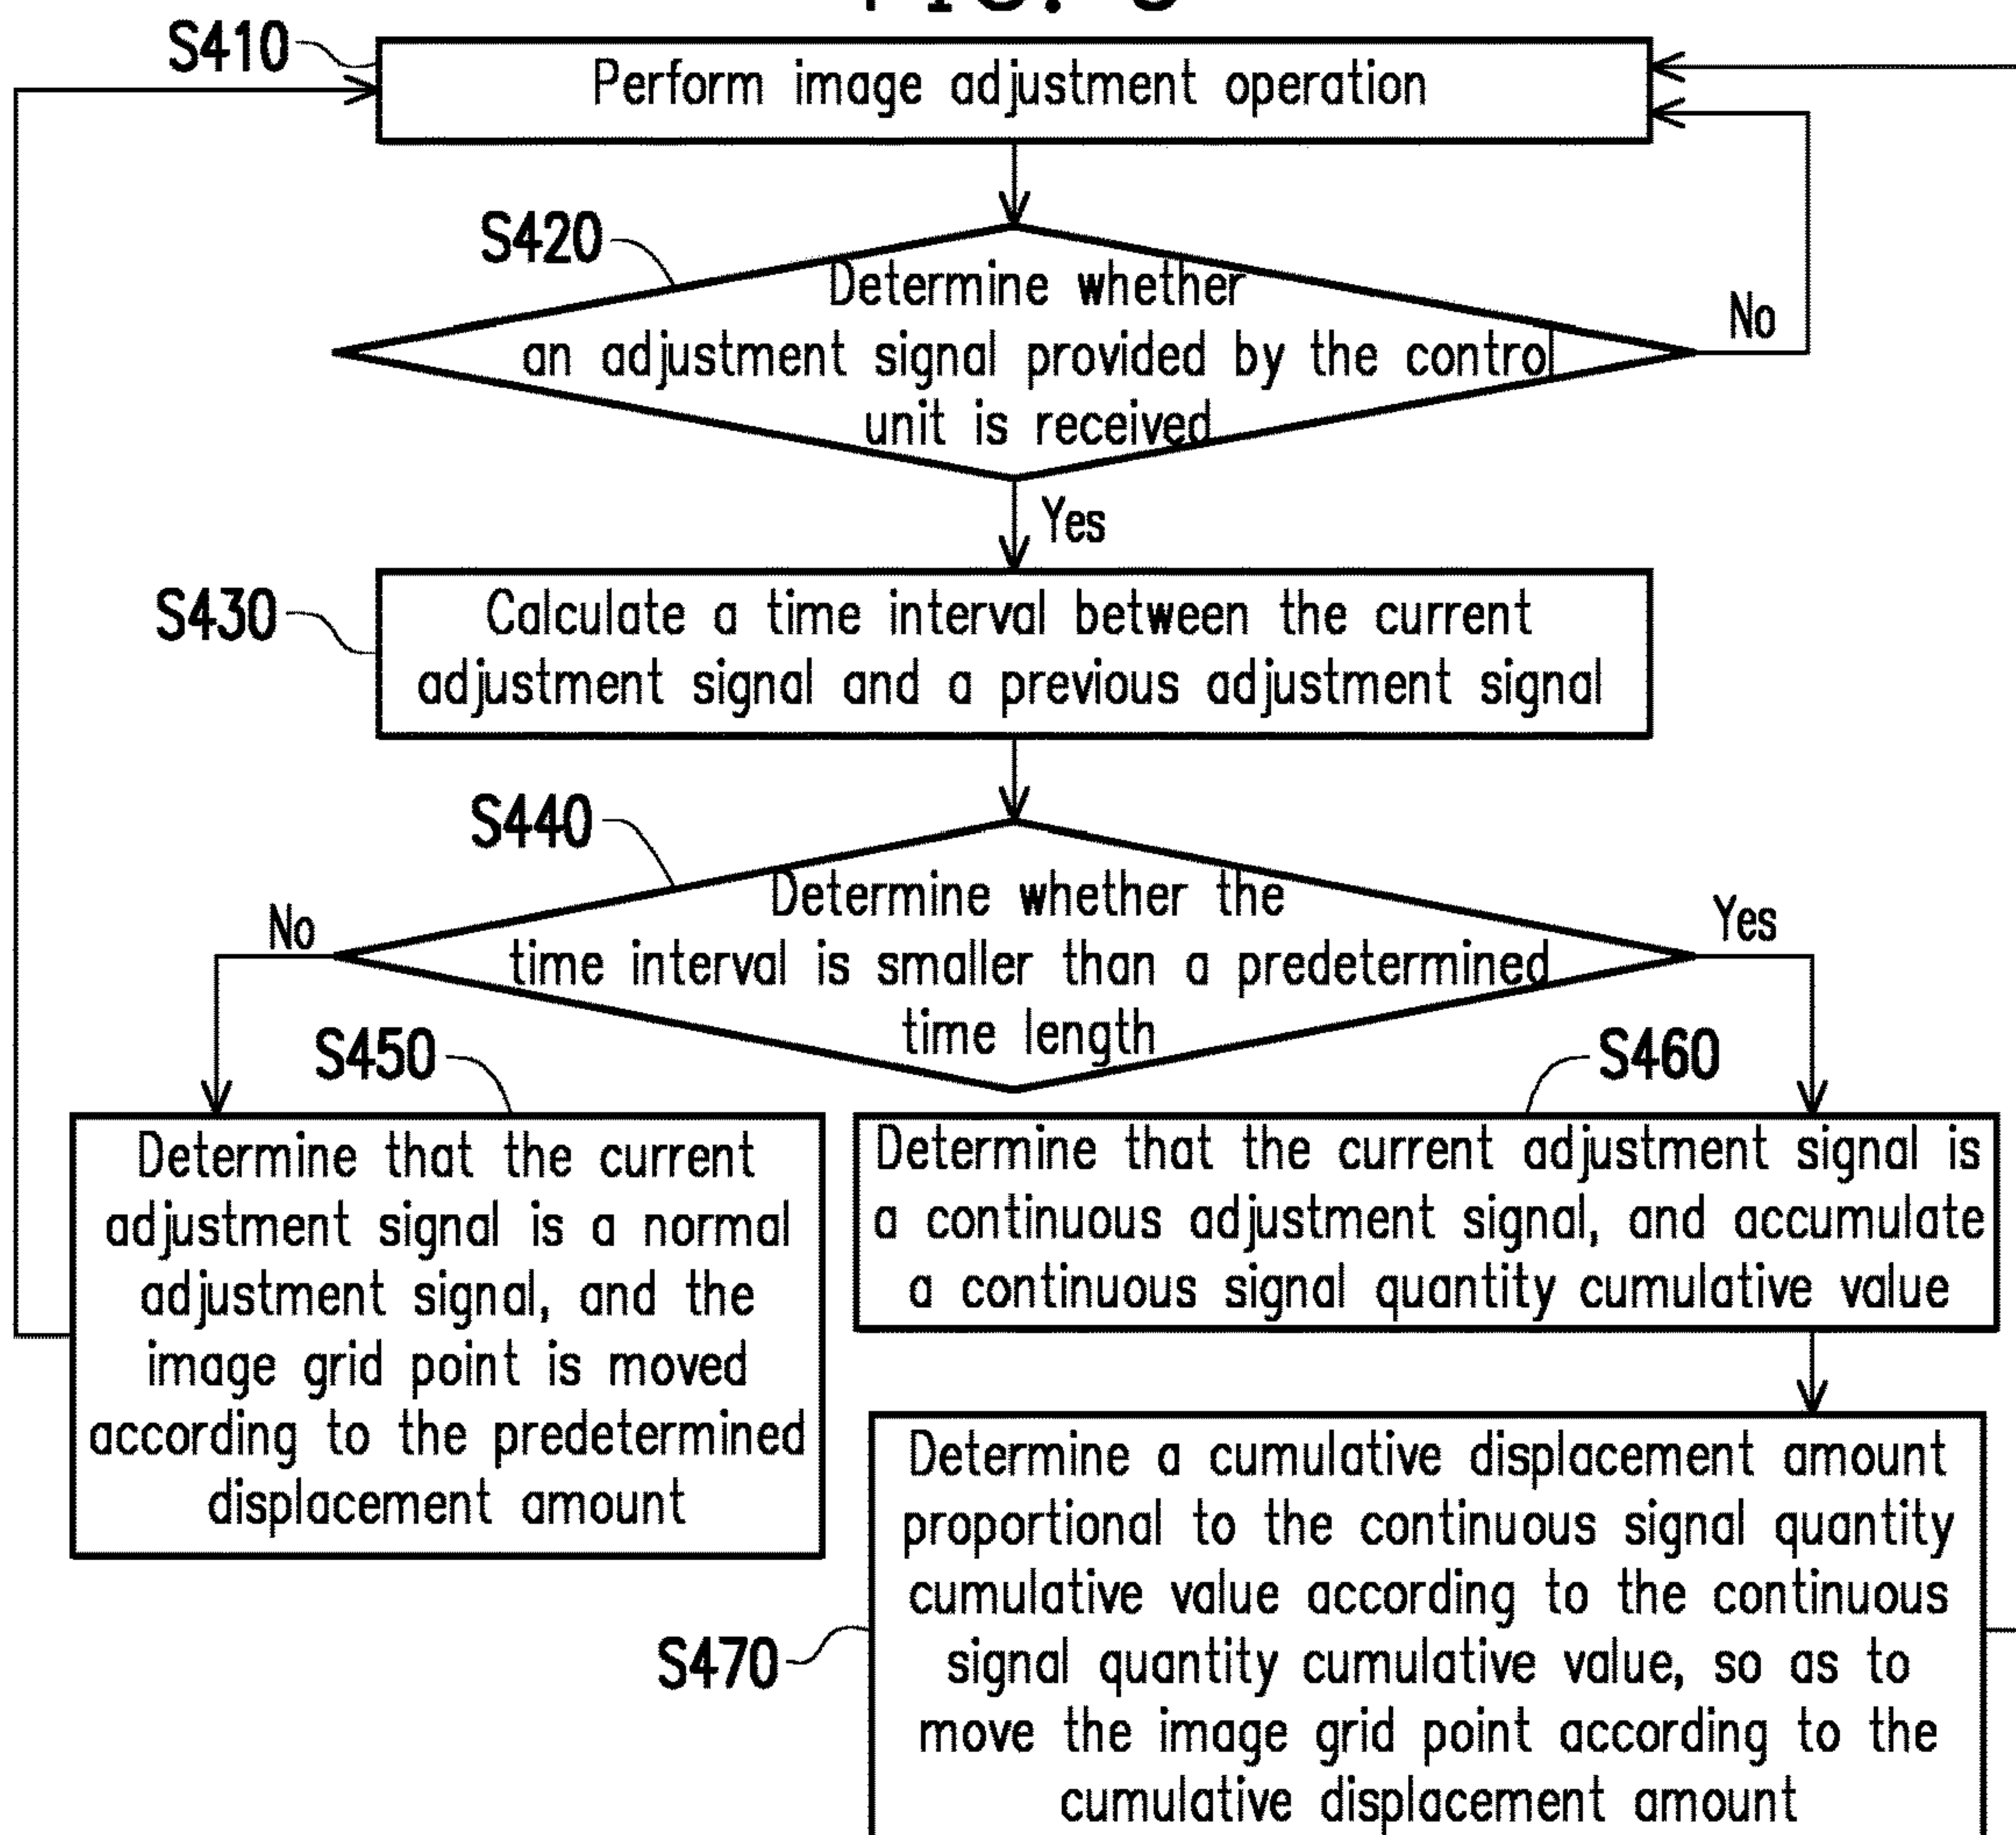 S410
Perform image adjustment operation
S420
Determine whether
an adjustment signal provided by the control
unit is received
No
Yes
S430
Calculate a time interval between the current
adjustment signal and a previous adjustment signal
S440
Determine whether the
time interval is smaller than a predetermined
time length
No
Yes
S450
Determine that the current
adjustment signal is a normal
adjustment signal, and the
image grid point is moved
according to the predetermined
displacement amount
S460
Determine that the current adjustment signal is
a continuous adjustment signal, and accumulate
a continuous signal quantity cumulative value
S470
Determine a cumulative displacement amount
proportional to the continuous signal quantity
cumulative value according to the continuous
signal quantity cumulative value, so as to
move the image grid point according to the
cumulative displacement amount